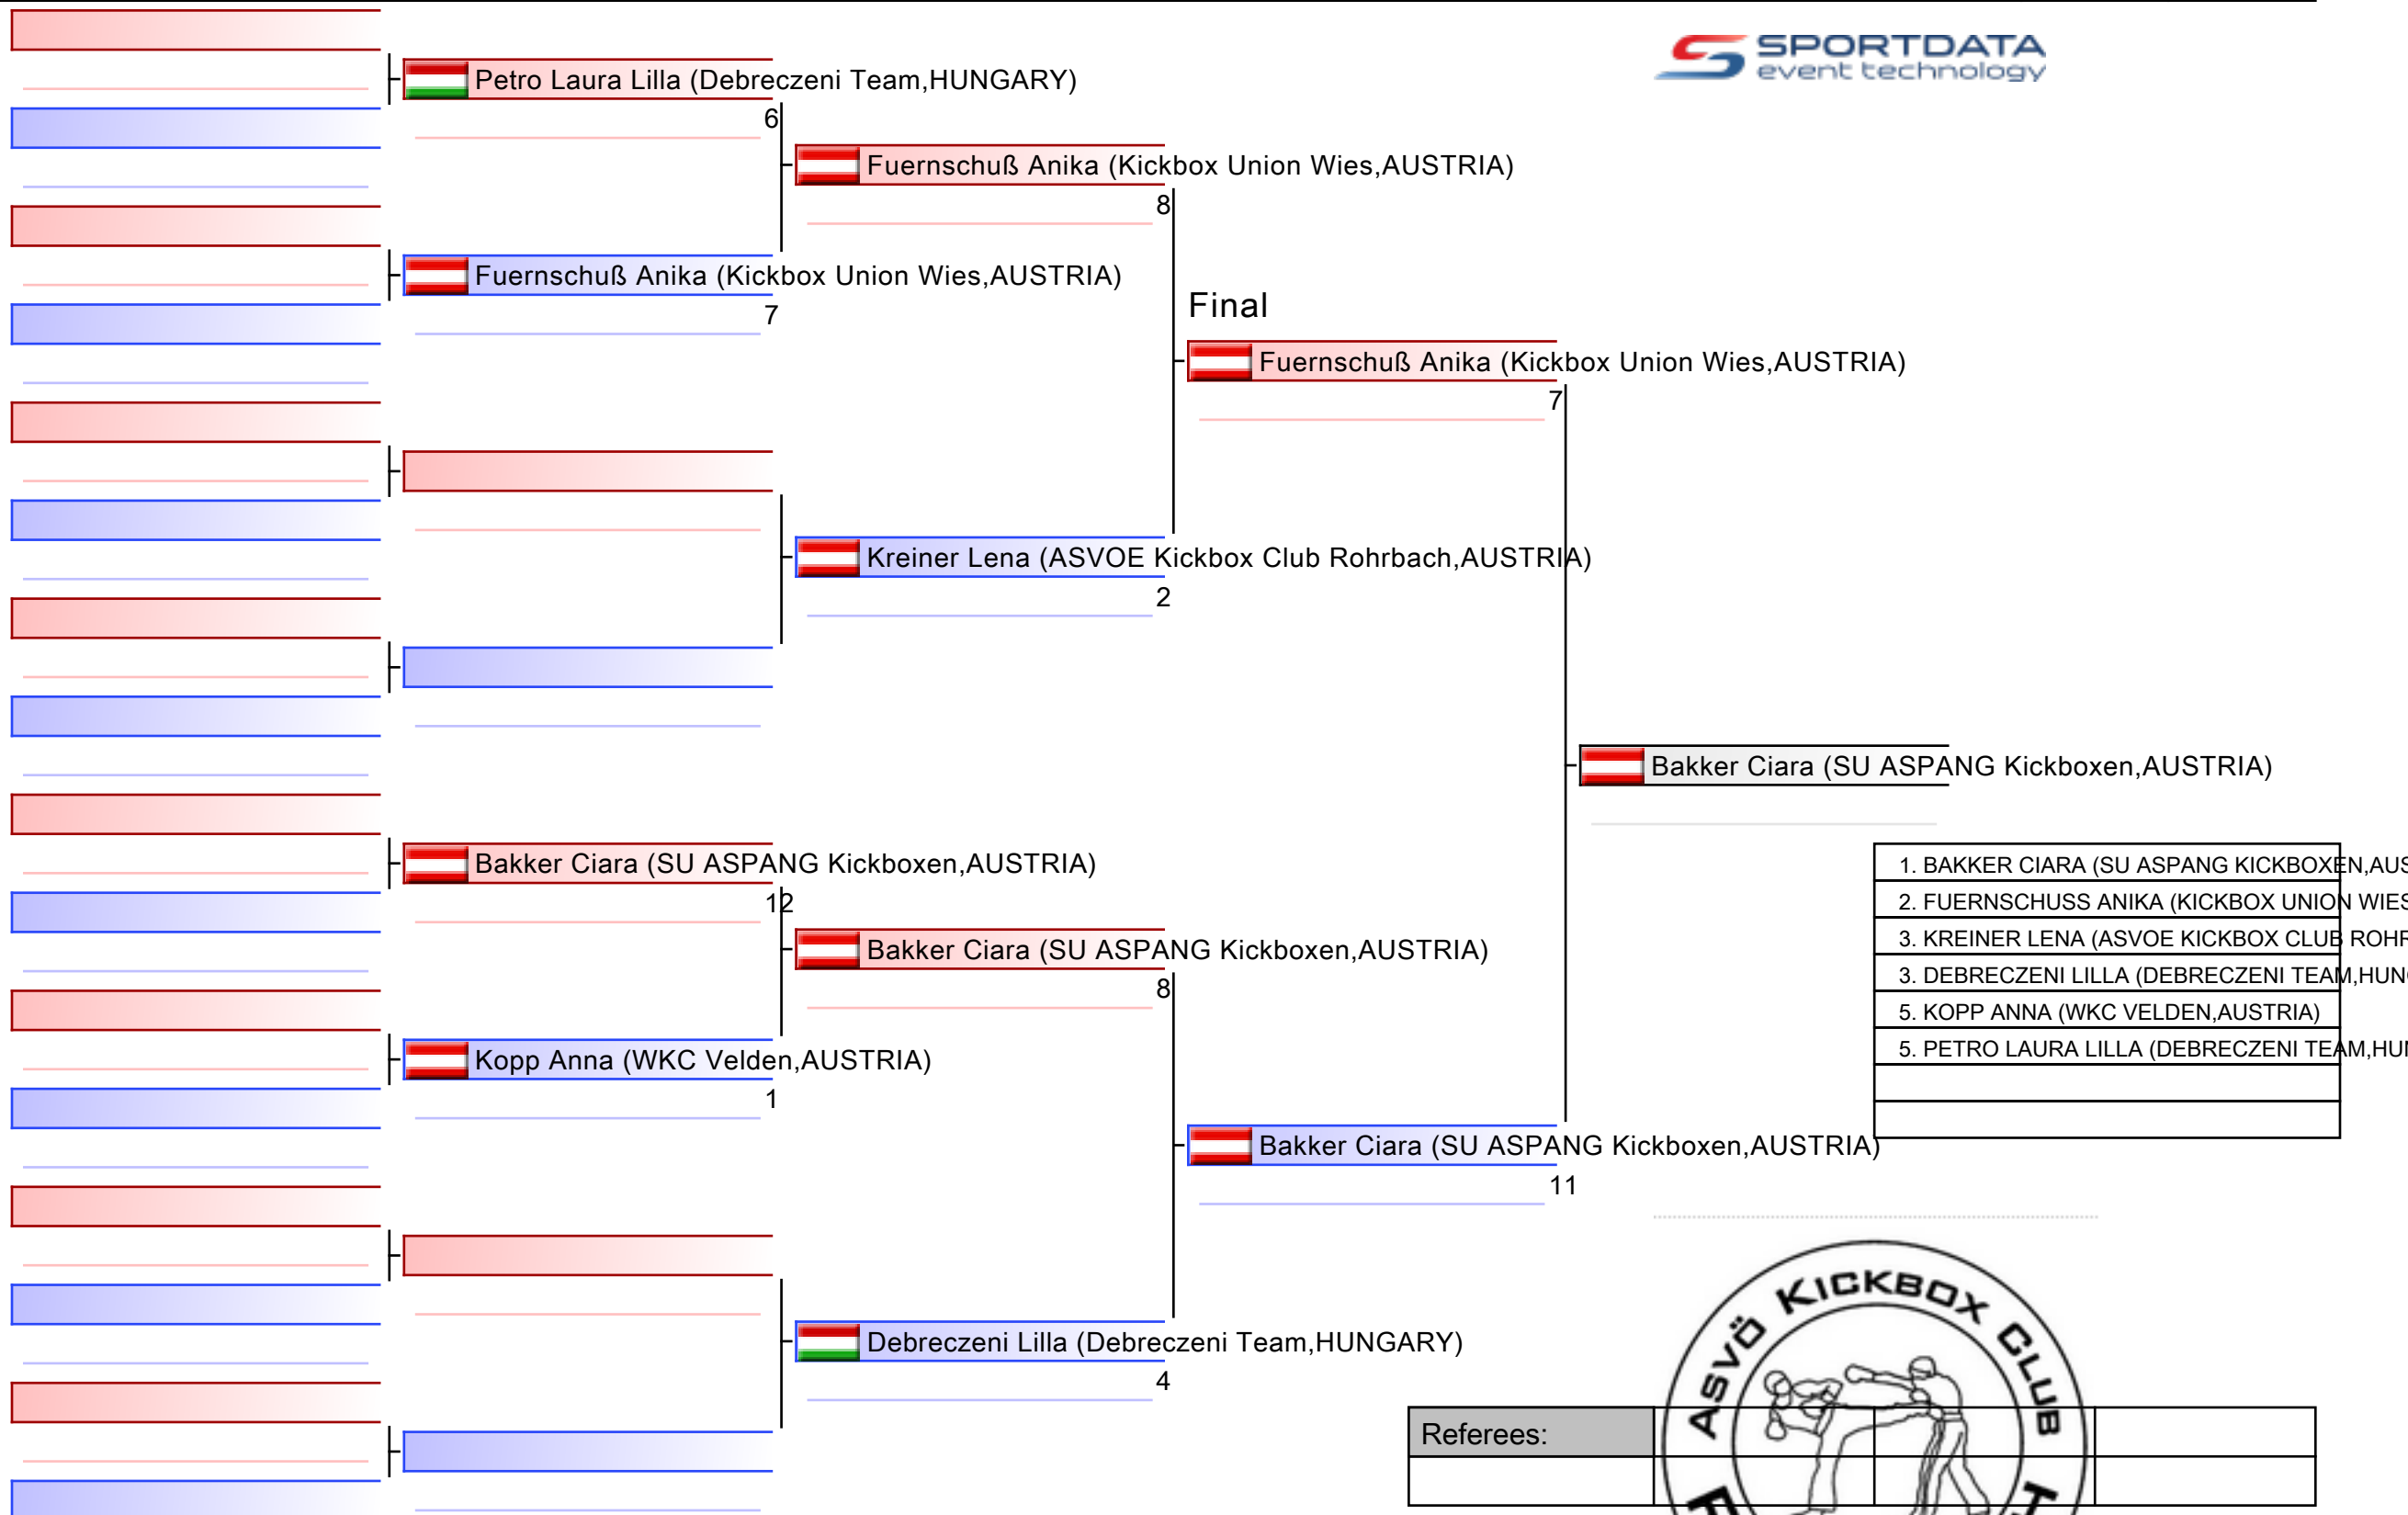 SPORTDATA
event technology
Petro Laura Lilla (Debreczeni Team,HUNGARY)
6
Fuernschuß Anika (Kickbox Union Wies,AUSTRIA)
8
Fuernschuß Anika (Kickbox Union Wies,AUSTRIA)
7
Final
Fuernschuß Anika (Kickbox Union Wies,AUSTRIA)
7
Kreiner Lena (ASVOE Kickbox Club Rohrbach,AUSTRIA)
2
Bakker Ciara (SU ASPANG Kickboxen,AUSTRIA)
Bakker Ciara (SU ASPANG Kickboxen,AUSTRIA)
12
Bakker Ciara (SU ASPANG Kickboxen,AUSTRIA)
8
Kopp Anna (WKC Velden,AUSTRIA)
1
Bakker Ciara (SU ASPANG Kickboxen,AUSTRIA)
11
Debreczeni Lilla (Debreczeni Team,HUNGARY)
4
1. BAKKER CIARA (SU ASPANG KICKBOXEN,AUS
2. FUERNSCHUSS ANIKA (KICKBOX UNION WIES
3. KREINER LENA (ASVOE KICKBOX CLUB ROHR
3. DEBRECZENI LILLA (DEBRECZENI TEAM,HUN
5. KOPP ANNA (WKC VELDEN,AUSTRIA)
5. PETRO LAURA LILLA (DEBRECZENI TEAM,HU
ASVÖ KICKBOX CLUB
Referees: